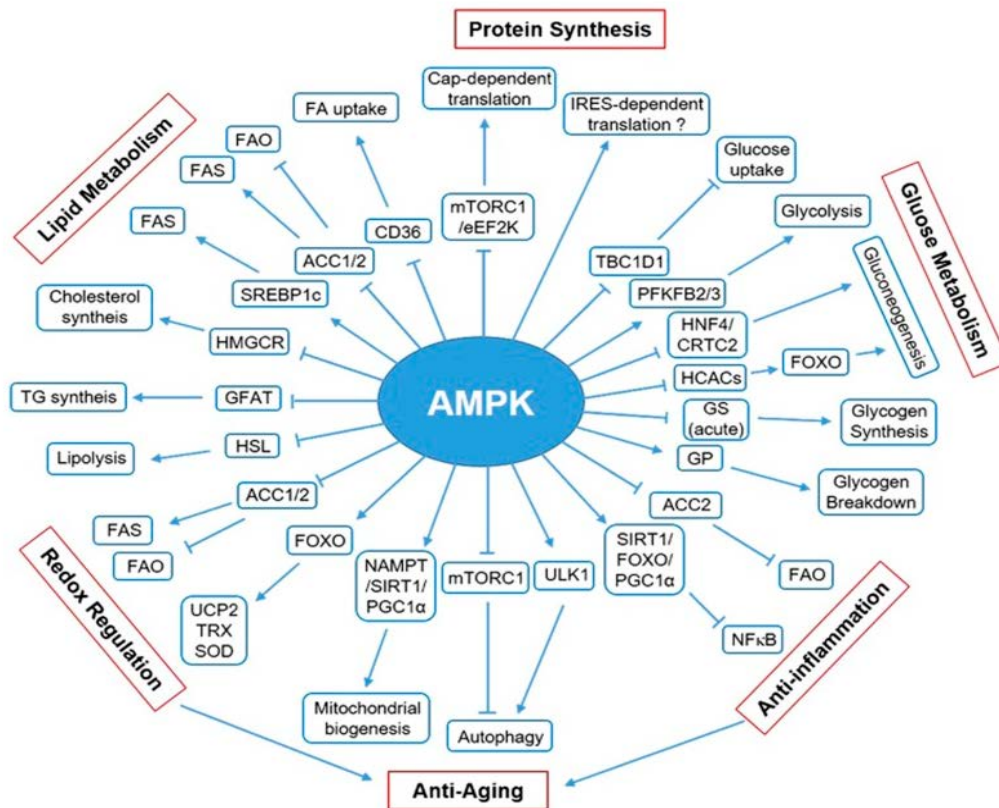 Protein Synthesis
Cap-dependent
translation
IRES-dependent
translation ?
FA uptake
FAO
FAS
FAS
Lipid Metabolism
Glucose
uptake
Glycolysis
Glucose Metabolism
Gluconeogenesis
mTORC1
/eEF2K
CD36
ACC1/2
SREBP1c
TBC1D1
PFKFB2/3
HNF4/
CRTC2
Cholesterol
syntheis
HMGCR
HCACs
FOXO
AMPK
TG syntheis
GFAT
GS
(acute)
Glycogen
Synthesis
Lipolysis
HSL
GP
Glycogen
Breakdown
ACC1/2
ACC2
FAS
FAO
FOXO
NAMPT
/SIRT1/
PGC1α
mTORC1
ULK1
SIRT1/
FOXO/
PGC1α
FAO
Redox Regulation
UCP2
TRX
SOD
NFκB
Anti-inflammation
Mitochondrial
biogenesis
Autophagy
Anti-Aging